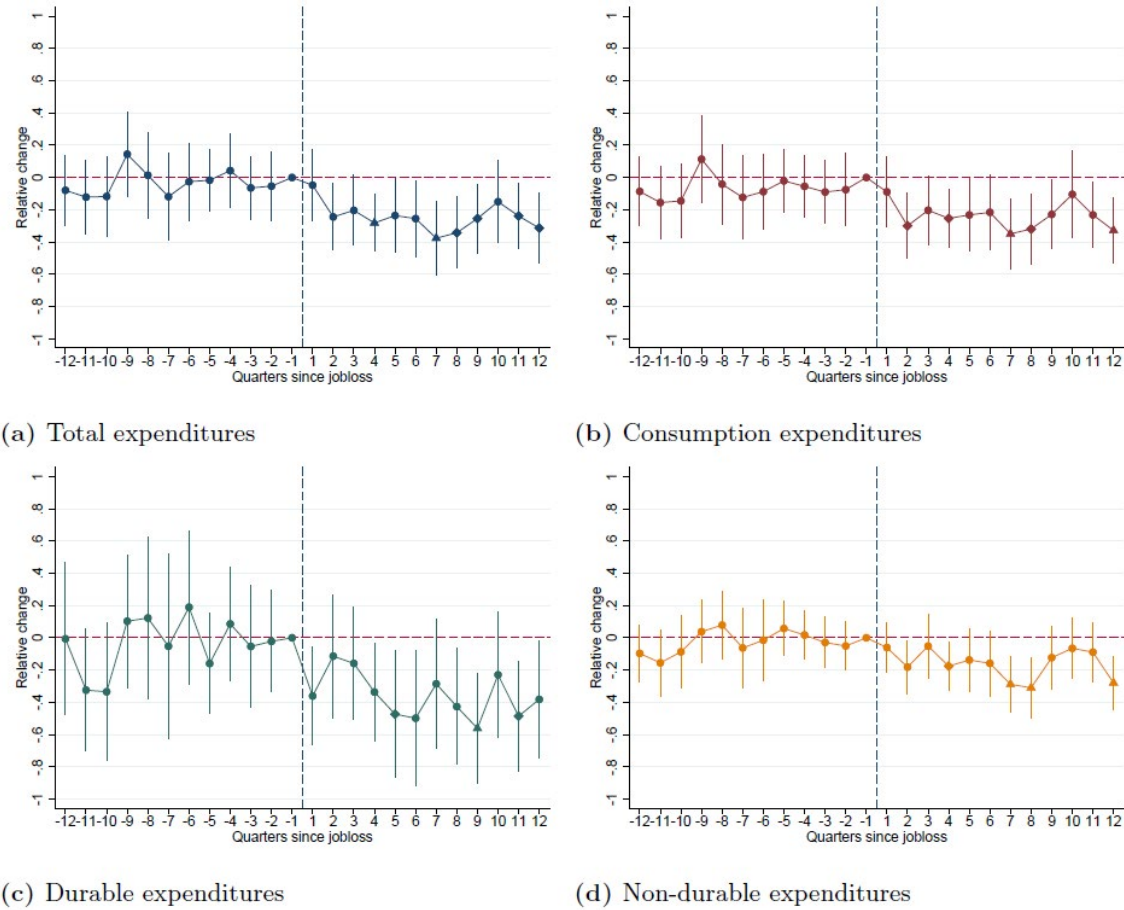 1
.8
.6
.4
.2
0
-.2
-.4
-.6
-.8
-1
Relative change
-12 -11 -10 -9 -8 -7 -6 -5 -4 -3 -2 -1 1 2 3 4 5 6 7 8 9 10 11 12
Quarters since jobloss
(a) Total expenditures
1
.8
.6
.4
.2
0
-.2
-.4
-.6
-.8
-1
Relative change
-12 -11 -10 -9 -8 -7 -6 -5 -4 -3 -2 -1 1 2 3 4 5 6 7 8 9 10 11 12
Quarters since jobloss
(b) Consumption expenditures
1
.8
.6
.4
.2
0
-.2
-.4
-.6
-.8
-1
Relative change
-12 -11 -10 -9 -8 -7 -6 -5 -4 -3 -2 -1 1 2 3 4 5 6 7 8 9 10 11 12
Quarters since jobloss
(c) Durable expenditures
1
.8
.6
.4
.2
0
-.2
-.4
-.6
-.8
-1
Relative change
-12 -11 -10 -9 -8 -7 -6 -5 -4 -3 -2 -1 1 2 3 4 5 6 7 8 9 10 11 12
Quarters since jobloss
(d) Non-durable expenditures